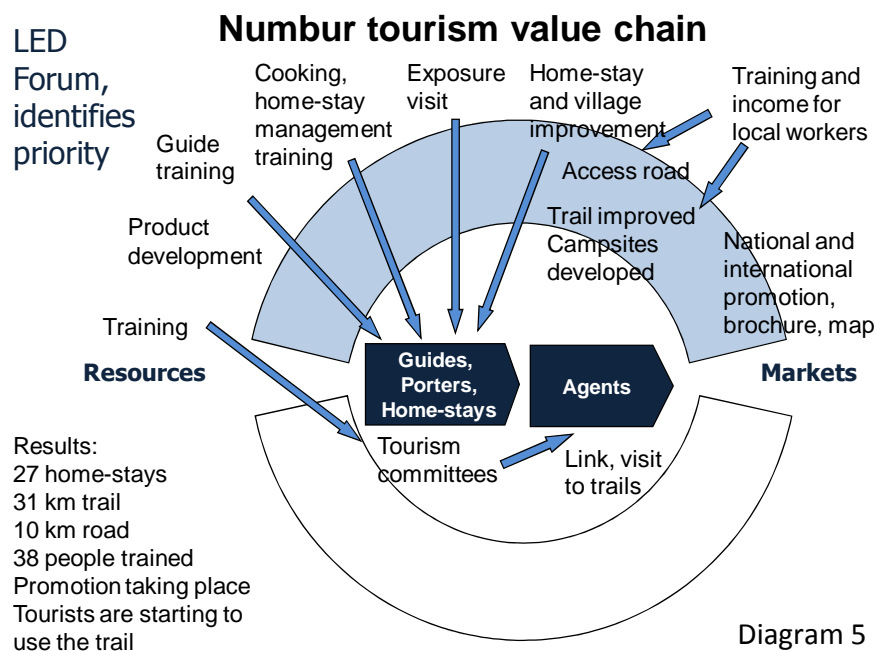 Numbur tourism value chain
LED
Forum,
identifies
priority
Guide
training
Cooking,
home-stay
management
training
Exposure
visit
Home-stay
and village
improvement
Training and
income for
local workers
Access road
Product
development
Trail improved
Campsites
developed
National and
international
promotion,
brochure, map
Training
Resources
Guides,
Porters,
Home-stays
Agents
Markets
Tourism
committees
Link, visit
to trails
Results:
27 home-stays
31 km trail
10 km road
38 people trained
Promotion taking place
Tourists are starting to
use the trail
Diagram 5